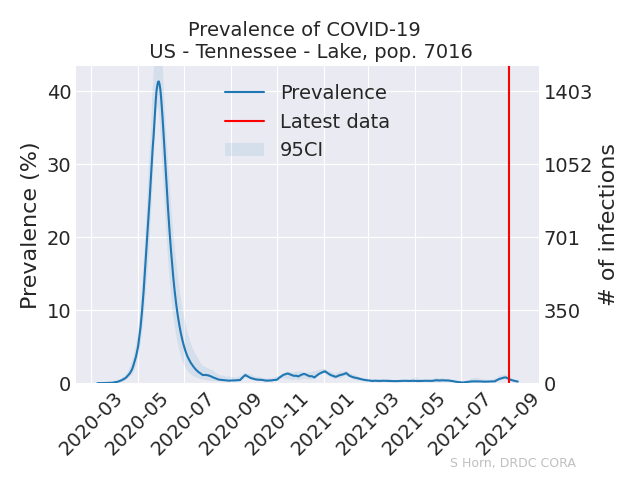 Prevalence of COVID-19
US - Tennessee - Lake, pop. 7016
Prevalence (%)
40
30
20
10
0
Prevalence
Latest data
95CI
1403
1052
701
350
0
# of infections
2020-03
2020-05
2020-07
2020-09
2020-11
2021-01
2021-03
2021-05
2021-07
2021-09
S Horn, DRDC CORA